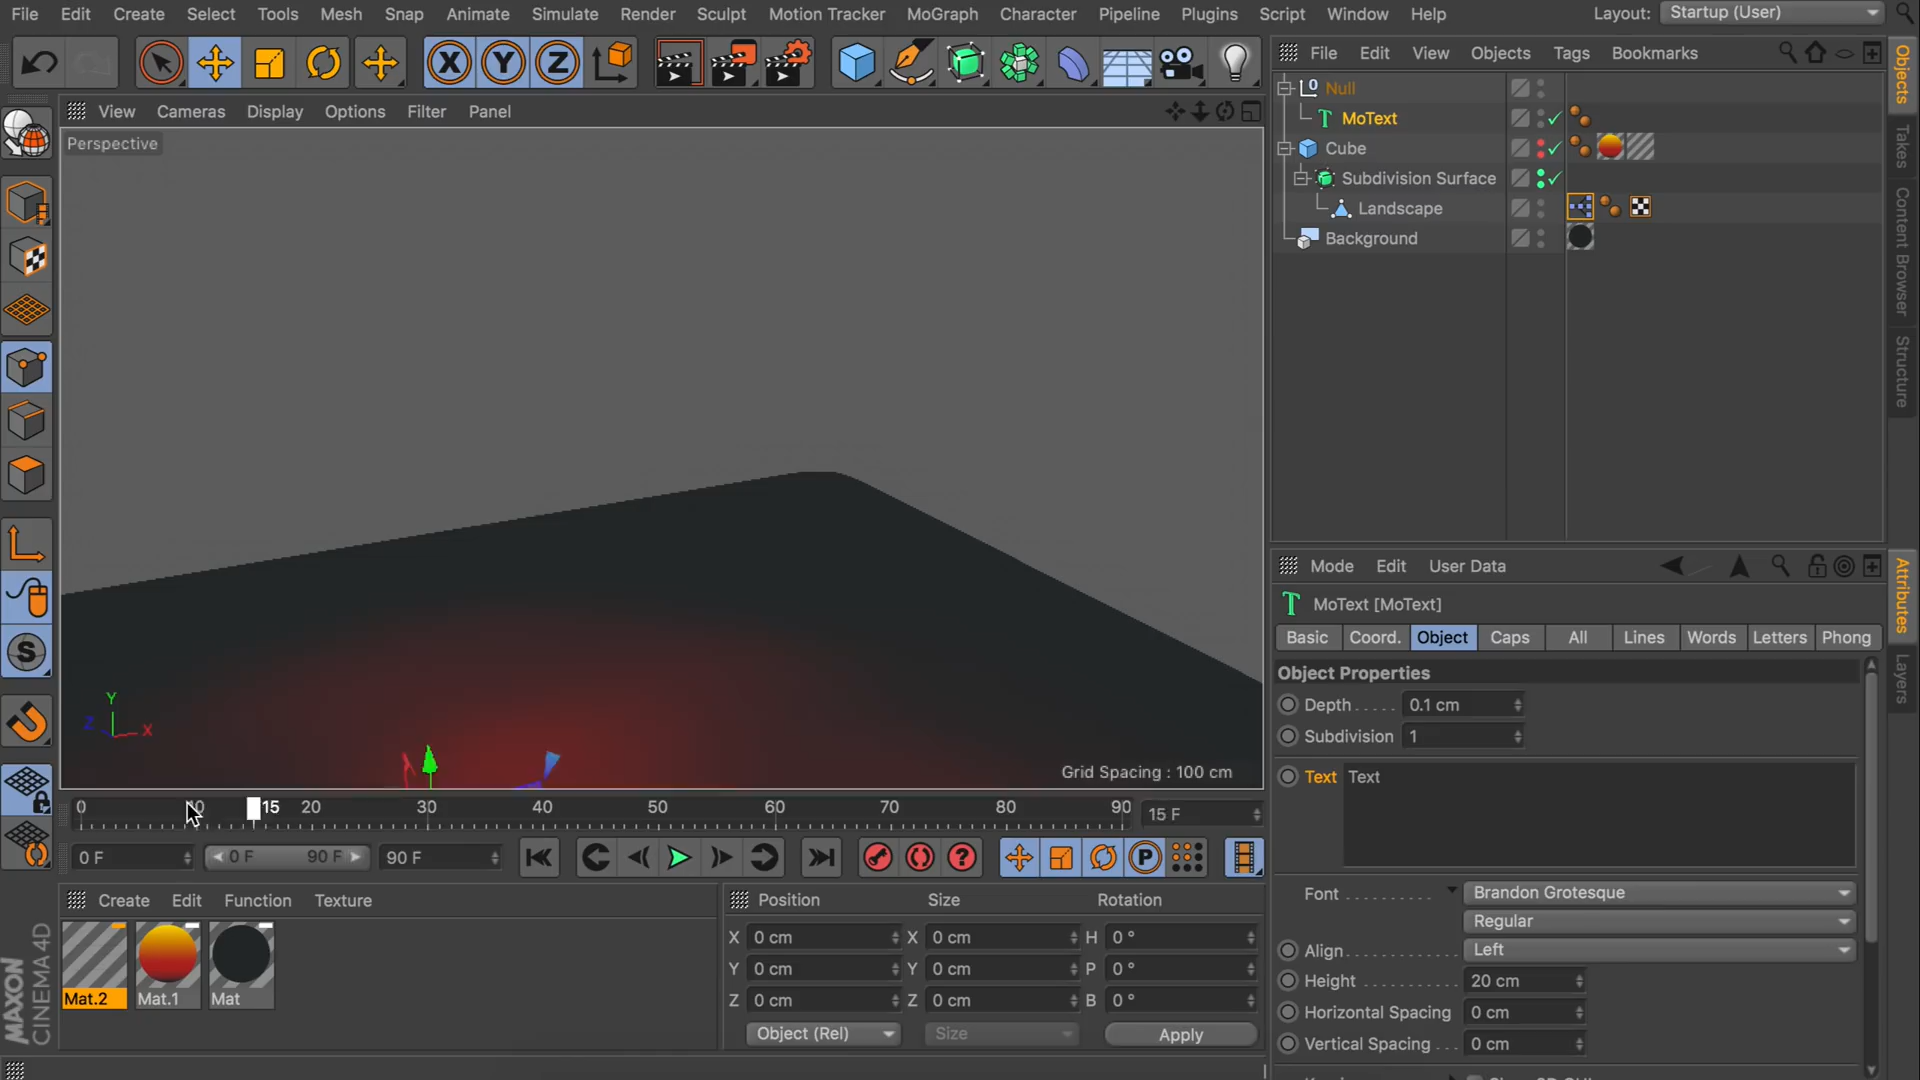 File Edit Create Select Tools Mesh Snap Animate Simulate Render Sculpt Motion Tracker MoGraph Character Pipeline Plugins Script Window Help Layout: Startup (User)
File Edit View Objects Tags Bookmarks
X Y Z
View Cameras Display Options Filter Panel
Perspective
Null
MoText
Cube
Subdivision Surface
Landscape
Background
Objects
Takes
Content Browser
Structure
Mode Edit User Data
MoText [MoText]
Basic Coord. Object Caps All Lines Words Letters Phong
Object Properties
Depth 0.1 cm
Subdivision 1
Text Text
Font Brandon Grotesque
Regular
Align Left
Height 20 cm
Horizontal Spacing 0 cm
Vertical Spacing 0 cm
Attributes
Layers
Y
Z X
Grid Spacing : 100 cm
0 10 15 20 30 40 50 60 70 80 90 15 F
0 F 0 F 90 F 90 F
Create Edit Function Texture
Mat.2 Mat.1 Mat
Position Size Rotation
X 0 cm X 0 cm H 0 °
Y 0 cm Y 0 cm P 0 °
Z 0 cm Z 0 cm B 0 °
Object (Rel) Size Apply
MAXON
CINEMA 4D